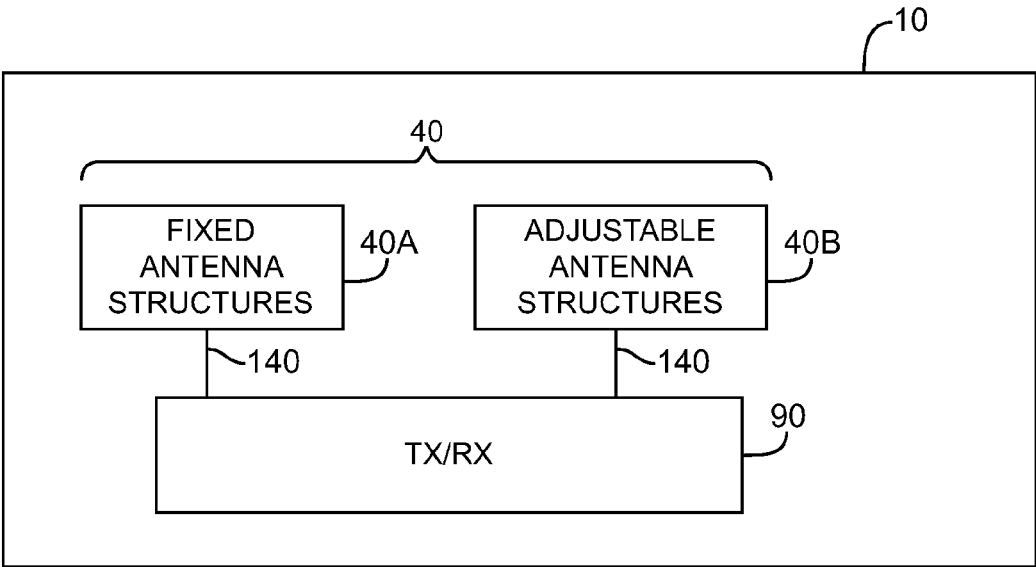 10
40
FIXED
ANTENNA
STRUCTURES
40A
ADJUSTABLE
ANTENNA
STRUCTURES
40B
140
140
TX/RX
90